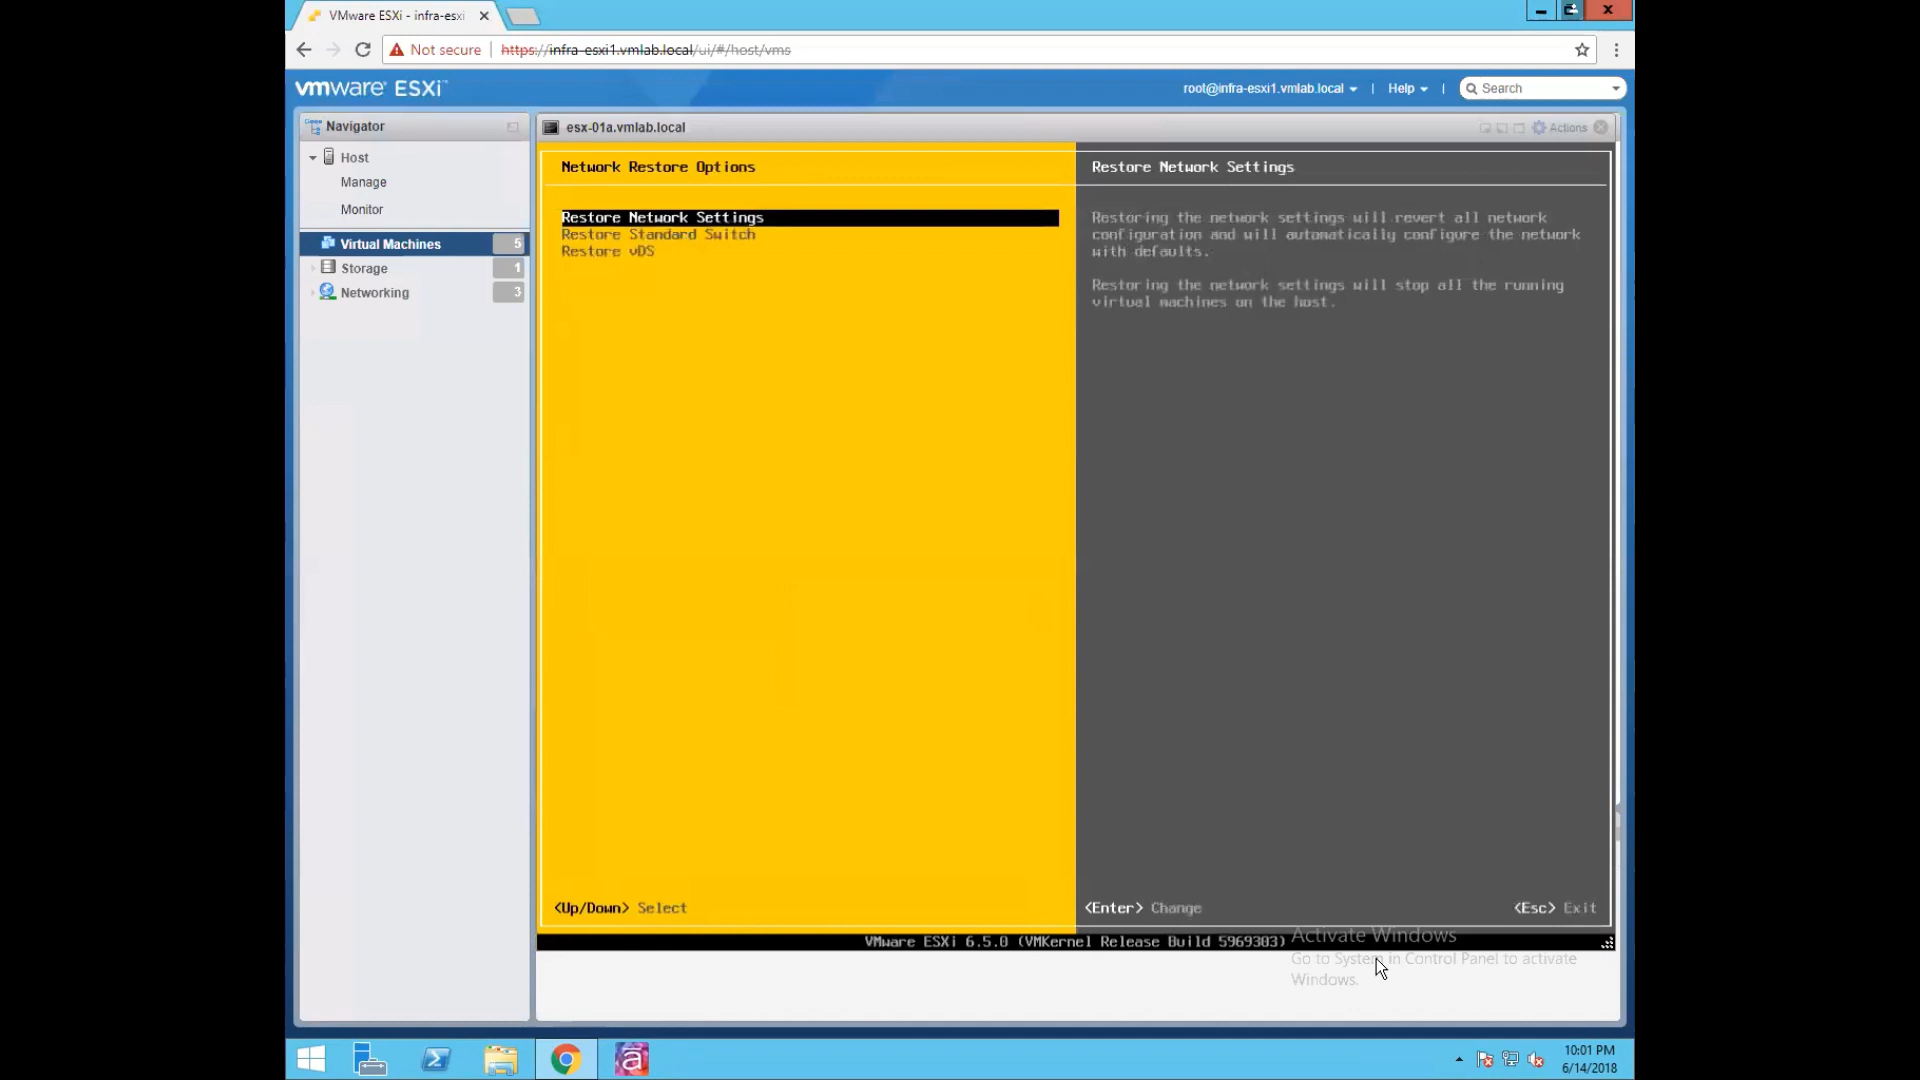 VMware ESXi - infra-esxi
Not secure https://infra-esxi1.vmlab.local/ui/#/host/vms
vmware ESXi™
root@infra-esxi1.vmlab.local | Help | Search
Navigator
Host
Manage
Monitor
Virtual Machines 5
Storage 1
Networking 3
esx-01a.vmlab.local
Actions
Network Restore Options
Restore Network Settings
Restore Standard Switch
Restore vDS
<Up/Down> Select
Restore Network Settings
Restoring the network settings will revert all network
configuration and will automatically configure the network
with defaults.
Restoring the network settings will stop all the running
virtual machines on the host.
<Enter> Change
<Esc> Exit
VMware ESXi 6.5.0 (VMKernel Release Build 5969303)
Activate Windows
Go to System in Control Panel to activate
Windows.
10:01 PM
6/14/2018